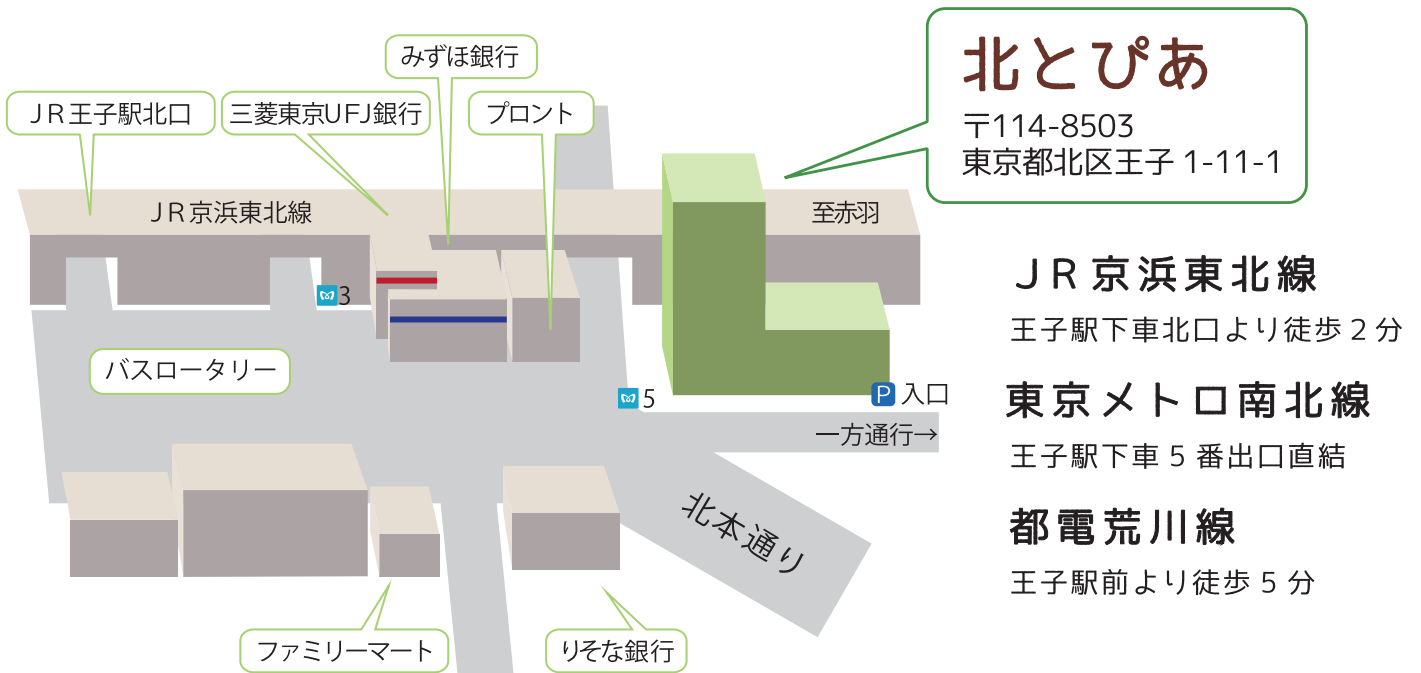 みずほ銀行
JR王子駅北口
三菱東京UFJ銀行
プロント
北とぴあ
〒114-8503
東京都北区王子 1-11-1
JR京浜東北線
至赤羽
3
バスロータリー
5
P 入口
一方通行→
北本通り
ファミリーマート
りそな銀行
JR京浜東北線
王子駅下車北口より徒歩2分
東京メトロ南北線
王子駅下車5番出口直結
都電荒川線
王子駅前より徒歩5分